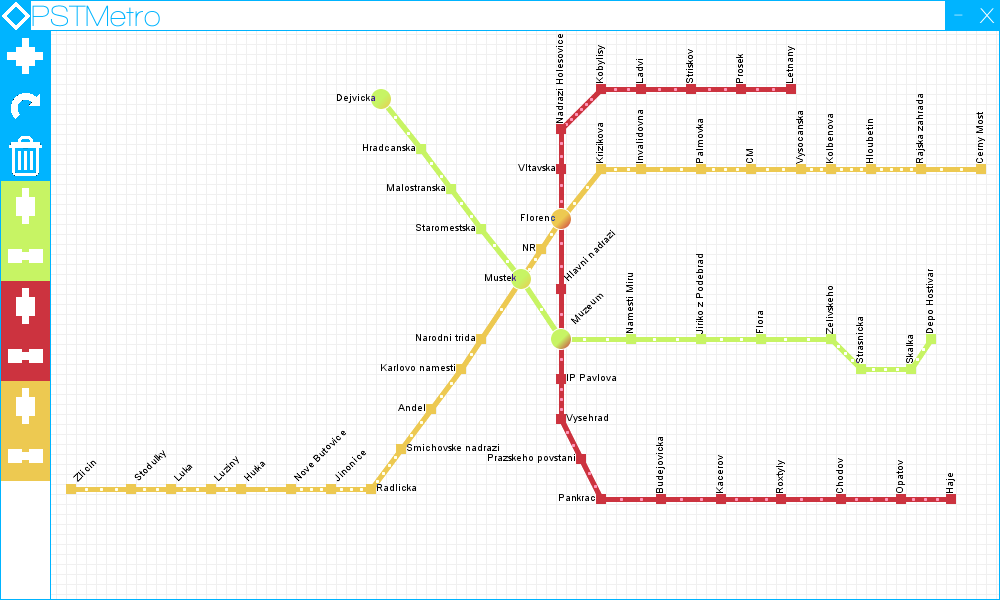 PSTMetro
Nadrazi Holesovice
Kobylisy
Ladvi
Striskov
Prosek
Letnany
Dejvicka
Hradcanska
Malostranska
Staromestska
Mustek
Vltavska
Florenc
NR
Krizikova
Invalidovna
Palmovka
CM
Vysocanska
Kolbenova
Hloubetin
Rajska zahrada
Cerny Most
Hlavni nadrazi
Muzeum
Namesti Miru
Jiriko z Podebrad
Flora
Zelivskeho
Strasnicka
Skalka
Depo Hostivar
Narodni trida
Karlovo namesti
Andel
Smichovske nadrazi
Radlicka
Jinonice
Nove Butovice
Hurka
Luziny
Luka
Stodulky
Zlicin
IP Pavlova
Vysehrad
Prazskeho povstani
Pankrac
Budejovicka
Kacerov
Roxtyly
Chodov
Opatov
Haje